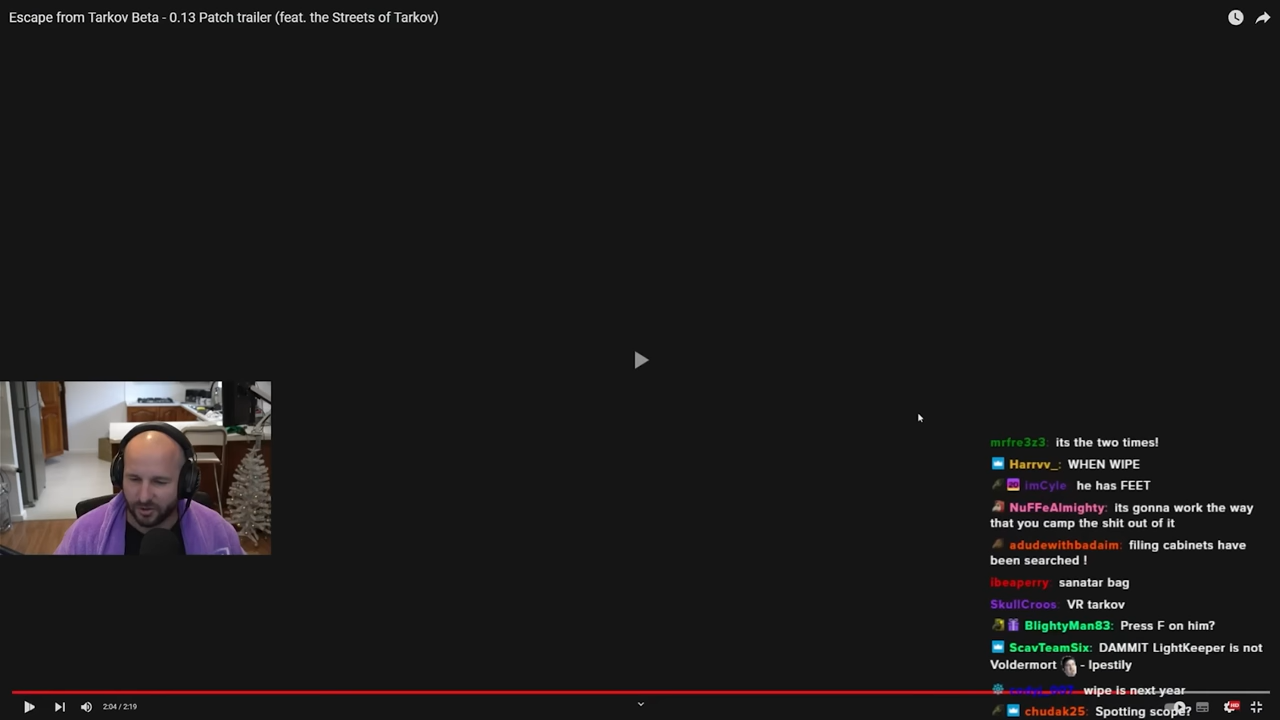 Escape from Tarkov Beta - 0.13 Patch trailer (feat. the Streets of Tarkov)
mrfre3z3: its the two times!
Harrvv_: WHEN WIPE
20 imCyle: he has FEET
NuFFeAlmighty: its gonna work the way
that you camp the shit out of it
adudewithbadaim: filing cabinets have
been searched !
ibeaperry: sanatar bag
SkullCroos: VR tarkov
BlightyMan83: Press F on him?
ScavTeamSix: DAMMIT LightKeeper is not
Voldermort - lpestily
wipe is next year
chudak25: Spotting scope?
2:04 / 2:19
HD